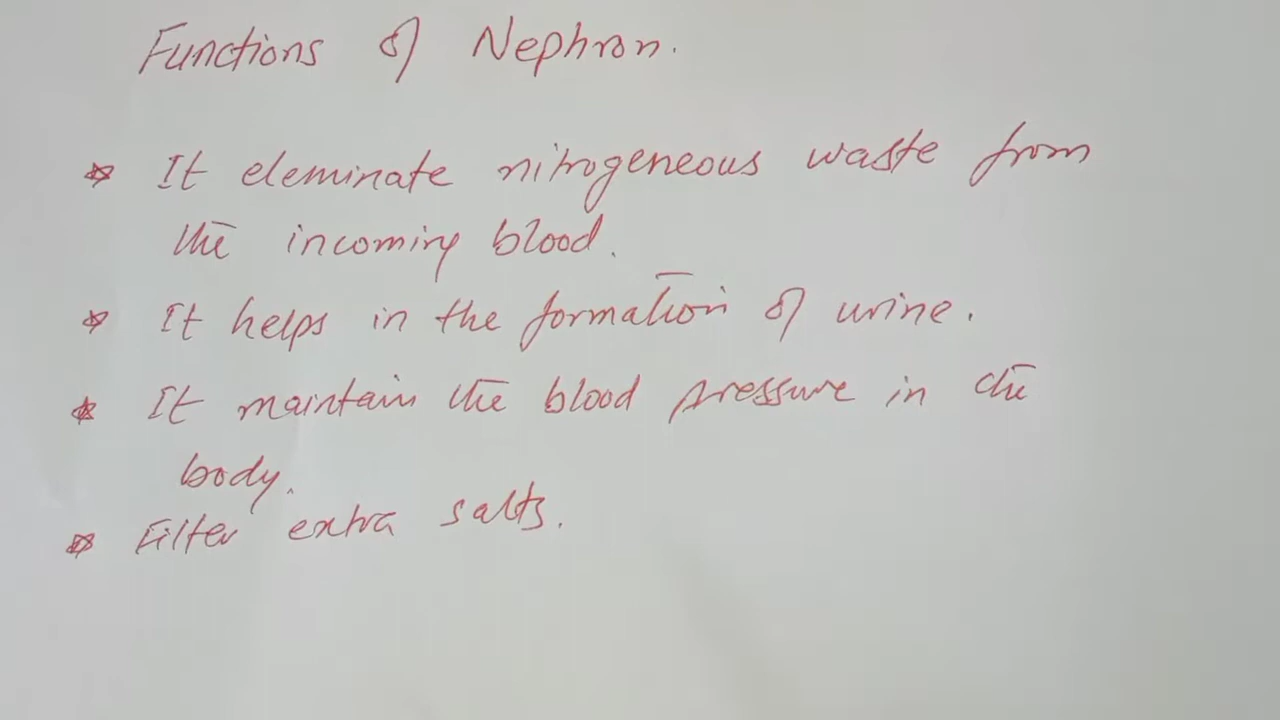 Functions of Nephron.
* It eleminate nitrogeneous waste from
the incoming blood.
* It helps in the formation of urine.
* It maintain the blood pressure in the
body.
* Filter extra salts.